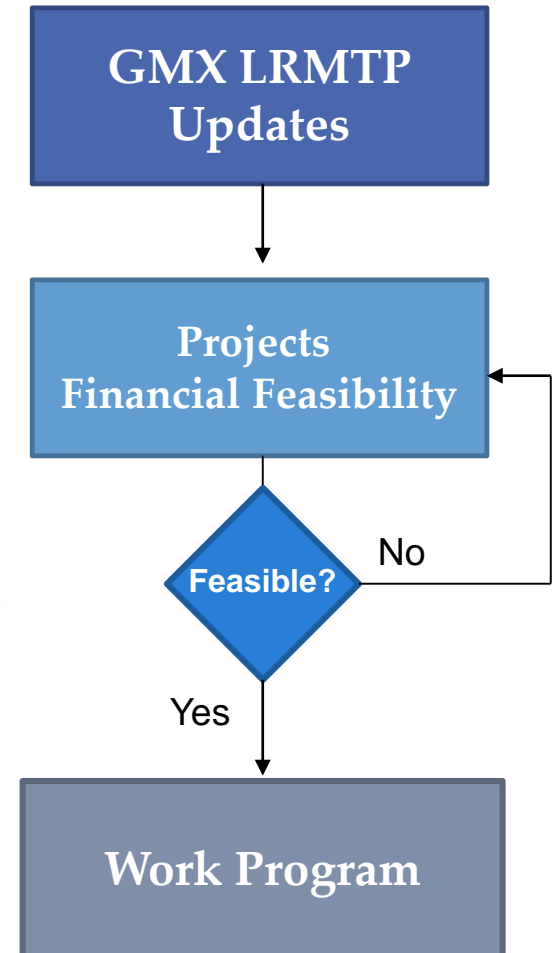 GMX LRMTP
Updates
Projects
Financial Feasibility
Feasible?
No
Yes
Work Program